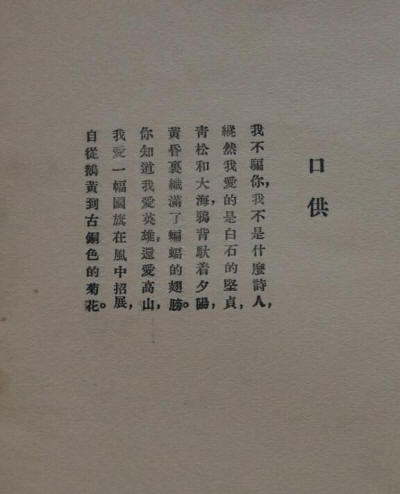 口供
我不騙你,我不是什麽詩人,
縱然我愛的是白石的堅貞,
青松和大海,鴉背馱着夕陽,
黃昏裏織滿了蝙蝠的翅膀。
你知道我愛英雄,還愛高山,
我愛一幅國旗在風中招展,
自從鵝黃到古銅色的菊花。